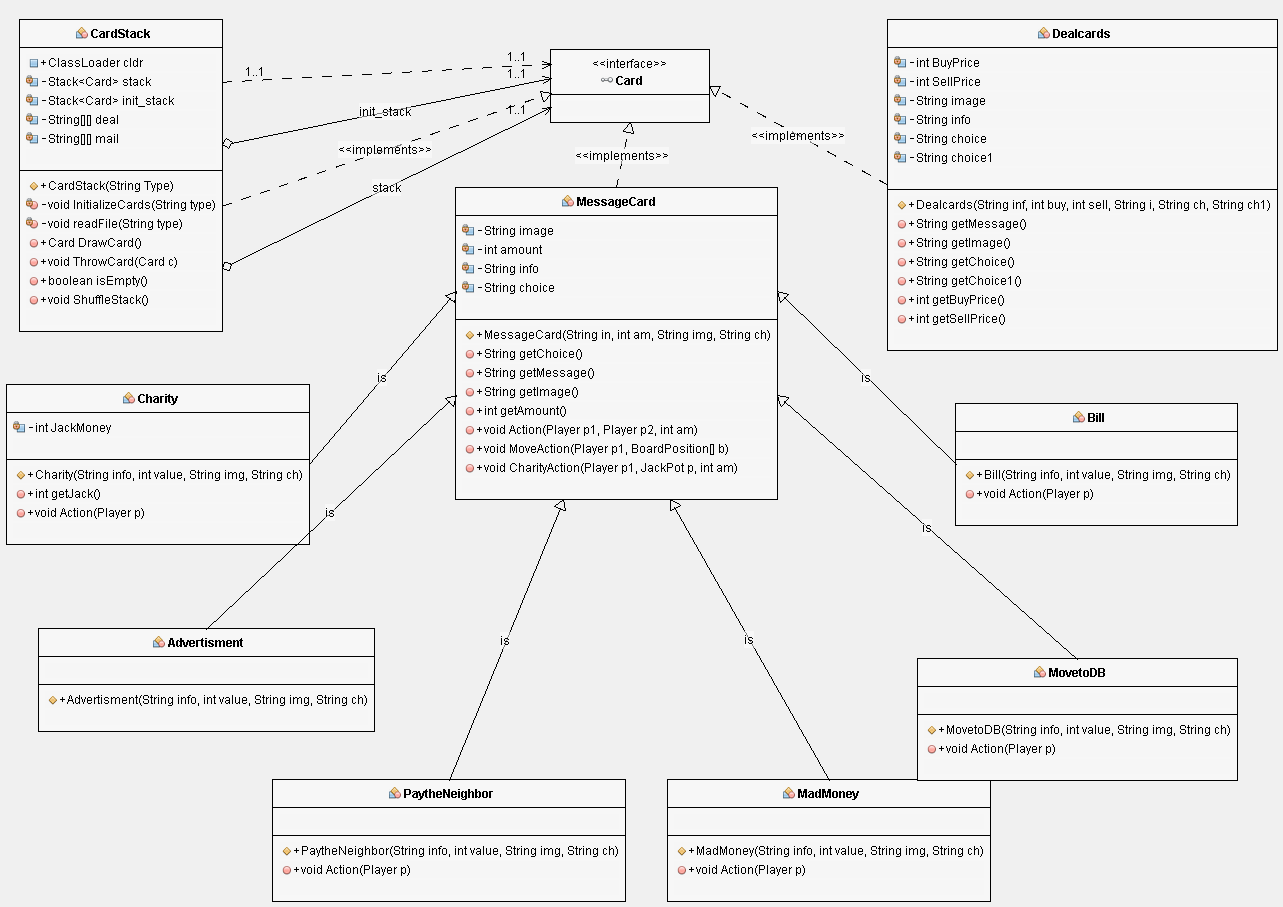 CardStack
+ ClassLoader cldr
- Stack<Card> stack
- Stack<Card> init_stack
- String[][] deal
- String[][] mail
+ CardStack(String Type)
- void InitializeCards(String type)
- void readFile(String type)
+ Card DrawCard()
+ void ThrowCard(Card c)
+ boolean isEmpty()
+ void ShuffleStack()
1..1
1..1
1..1
1..1
init_stack
<<implements>>
stack
<<interface>>
Card
<<implements>>
<<implements>>
Dealcards
- int BuyPrice
- int SellPrice
- String image
- String info
- String choice
- String choice1
+ Dealcards(String inf, int buy, int sell, String i, String ch, String ch1)
+ String getMessage()
+ String getImage()
+ String getChoice()
+ String getChoice1()
+ int getBuyPrice()
+ int getSellPrice()
MessageCard
- String image
- int amount
- String info
- String choice
+ MessageCard(String in, int am, String img, String ch)
+ String getChoice()
+ String getMessage()
+ String getImage()
+ int getAmount()
+ void Action(Player p1, Player p2, int am)
+ void MoveAction(Player p1, BoardPosition[] b)
+ void CharityAction(Player p1, JackPot p, int am)
is
is
is
is
is
is
Charity
- int JackMoney
+ Charity(String info, int value, String img, String ch)
+ int getJack()
+ void Action(Player p)
Bill
+ Bill(String info, int value, String img, String ch)
+ void Action(Player p)
Advertisment
+ Advertisment(String info, int value, String img, String ch)
MovetoDB
+ MovetoDB(String info, int value, String img, String ch)
+ void Action(Player p)
PaytheNeighbor
+ PaytheNeighbor(String info, int value, String img, String ch)
+ void Action(Player p)
MadMoney
+ MadMoney(String info, int value, String img, String ch)
+ void Action(Player p)